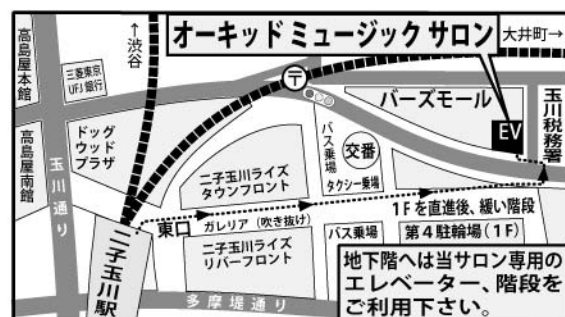 オーキッド ミュージック サロン
大井町→
↑渋谷
高島屋本館
三菱東京
UFJ銀行
〒
バーズモール
EV
玉川税務署
高島屋南館
ドッグ
ウッド
プラザ
玉川通り
二子玉川ライズ
タウンフロント
バス乗場
交番
タクシー乗場
東口
ガレリア (吹き抜け)
1Fを直進後、緩い階段
二子玉川駅
二子玉川ライズ
リバーフロント
バス乗場
第4駐輪場(1F)
多摩堤通り
地下階へは当サロン専用の
エレベーター、階段を
ご利用下さい。